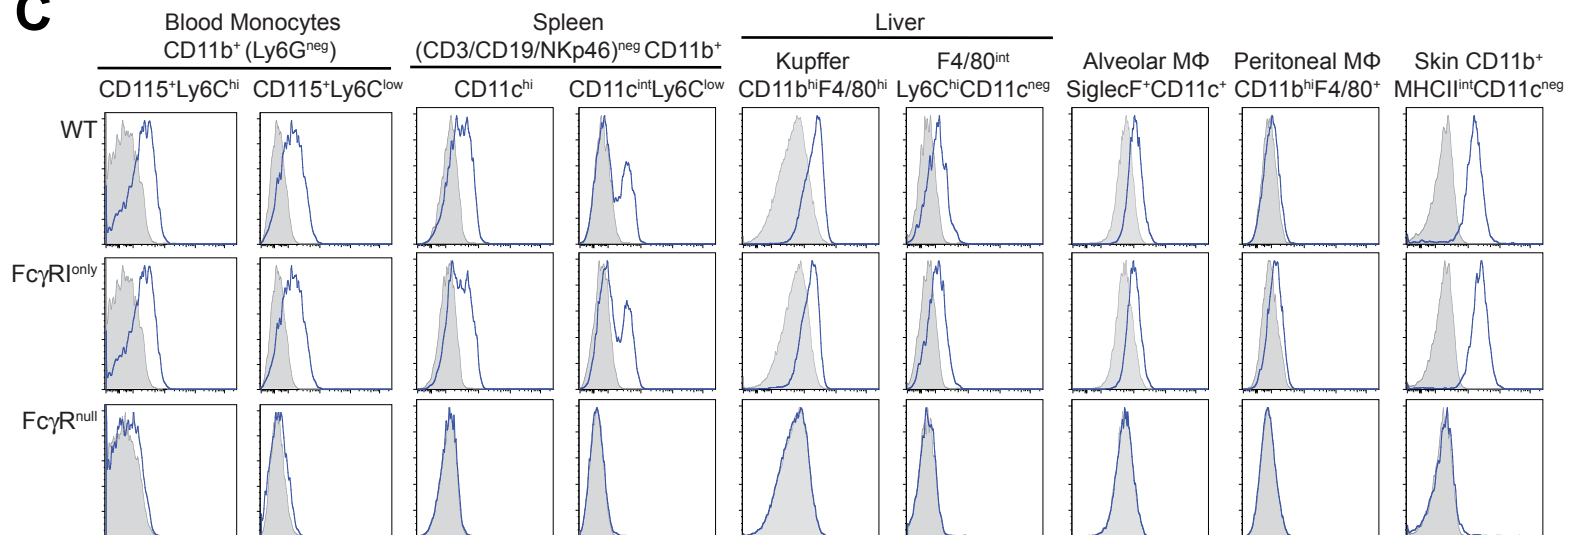 C
Blood Monocytes
CD11b⁺ (Ly6Gⁿᵉᵍ)
CD115⁺Ly6Cʰⁱ CD115⁺Ly6Cˡᵒʷ
Spleen
(CD3/CD19/NKp46)ⁿᵉᵍ CD11b⁺
CD11cʰⁱ CD11cⁱⁿᵗLy6Cˡᵒʷ
Liver
Kupffer
CD11bʰⁱF4/80ʰⁱ
F4/80ⁱⁿᵗ
Ly6CʰⁱCD11cⁿᵉᵍ
Alveolar MΦ
SiglecF⁺CD11c⁺
Peritoneal MΦ
CD11bʰⁱF4/80⁺
Skin CD11b⁺
MHCIIⁱⁿᵗCD11cⁿᵉᵍ
WT
FcγRIᵒⁿˡʸ
FcγRⁿᵘˡˡ